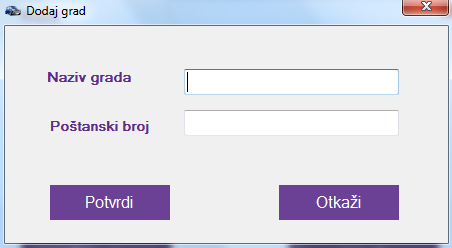 Dodaj grad
Naziv grada
Poštanski broj
Potvrdi
Otkaži